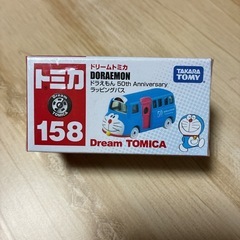 トミカ
ドリームトミカ
DORAEMON
ドラえもん 50th Anniversary
ラッピングバス
TAKARA
TOMY
158
Dream TOMICA